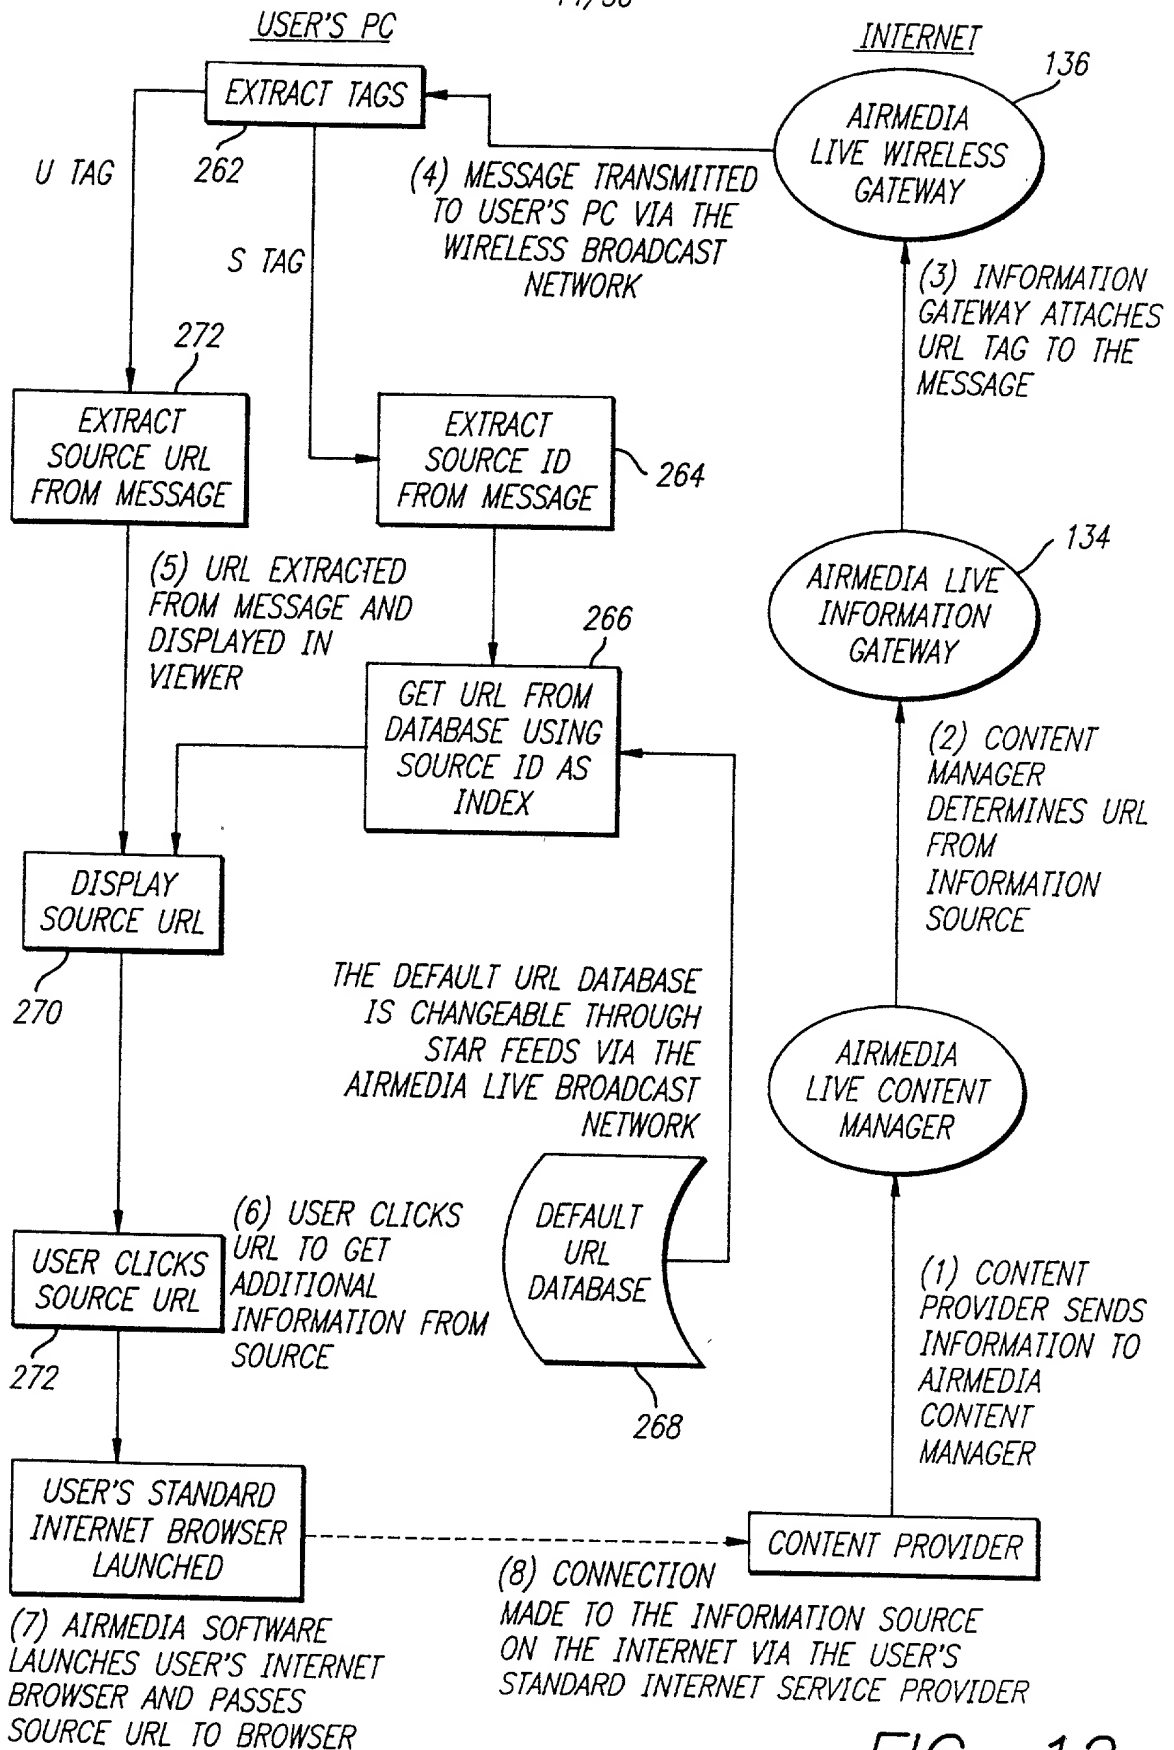 USER'S PC
INTERNET
136
EXTRACT TAGS
AIRMEDIA
LIVE WIRELESS
GATEWAY
U TAG
262
(4) MESSAGE TRANSMITTED
TO USER'S PC VIA THE
WIRELESS BROADCAST
NETWORK
S TAG
(3) INFORMATION
GATEWAY ATTACHES
URL TAG TO THE
MESSAGE
272
EXTRACT
SOURCE URL
FROM MESSAGE
EXTRACT
SOURCE ID
FROM MESSAGE
264
134
AIRMEDIA LIVE
INFORMATION
GATEWAY
(5) URL EXTRACTED
FROM MESSAGE AND
DISPLAYED IN
VIEWER
266
GET URL FROM
DATABASE USING
SOURCE ID AS
INDEX
(2) CONTENT
MANAGER
DETERMINES URL
FROM
INFORMATION
SOURCE
DISPLAY
SOURCE URL
270
THE DEFAULT URL DATABASE
IS CHANGEABLE THROUGH
STAR FEEDS VIA THE
AIRMEDIA LIVE BROADCAST
NETWORK
AIRMEDIA
LIVE CONTENT
MANAGER
(6) USER CLICKS
URL TO GET
ADDITIONAL
INFORMATION FROM
SOURCE
USER CLICKS
SOURCE URL
272
DEFAULT
URL
DATABASE
268
(1) CONTENT
PROVIDER SENDS
INFORMATION TO
AIRMEDIA
CONTENT
MANAGER
USER'S STANDARD
INTERNET BROWSER
LAUNCHED
CONTENT PROVIDER
(7) AIRMEDIA SOFTWARE
LAUNCHES USER'S INTERNET
BROWSER AND PASSES
SOURCE URL TO BROWSER
(8) CONNECTION
MADE TO THE INFORMATION SOURCE
ON THE INTERNET VIA THE USER'S
STANDARD INTERNET SERVICE PROVIDER